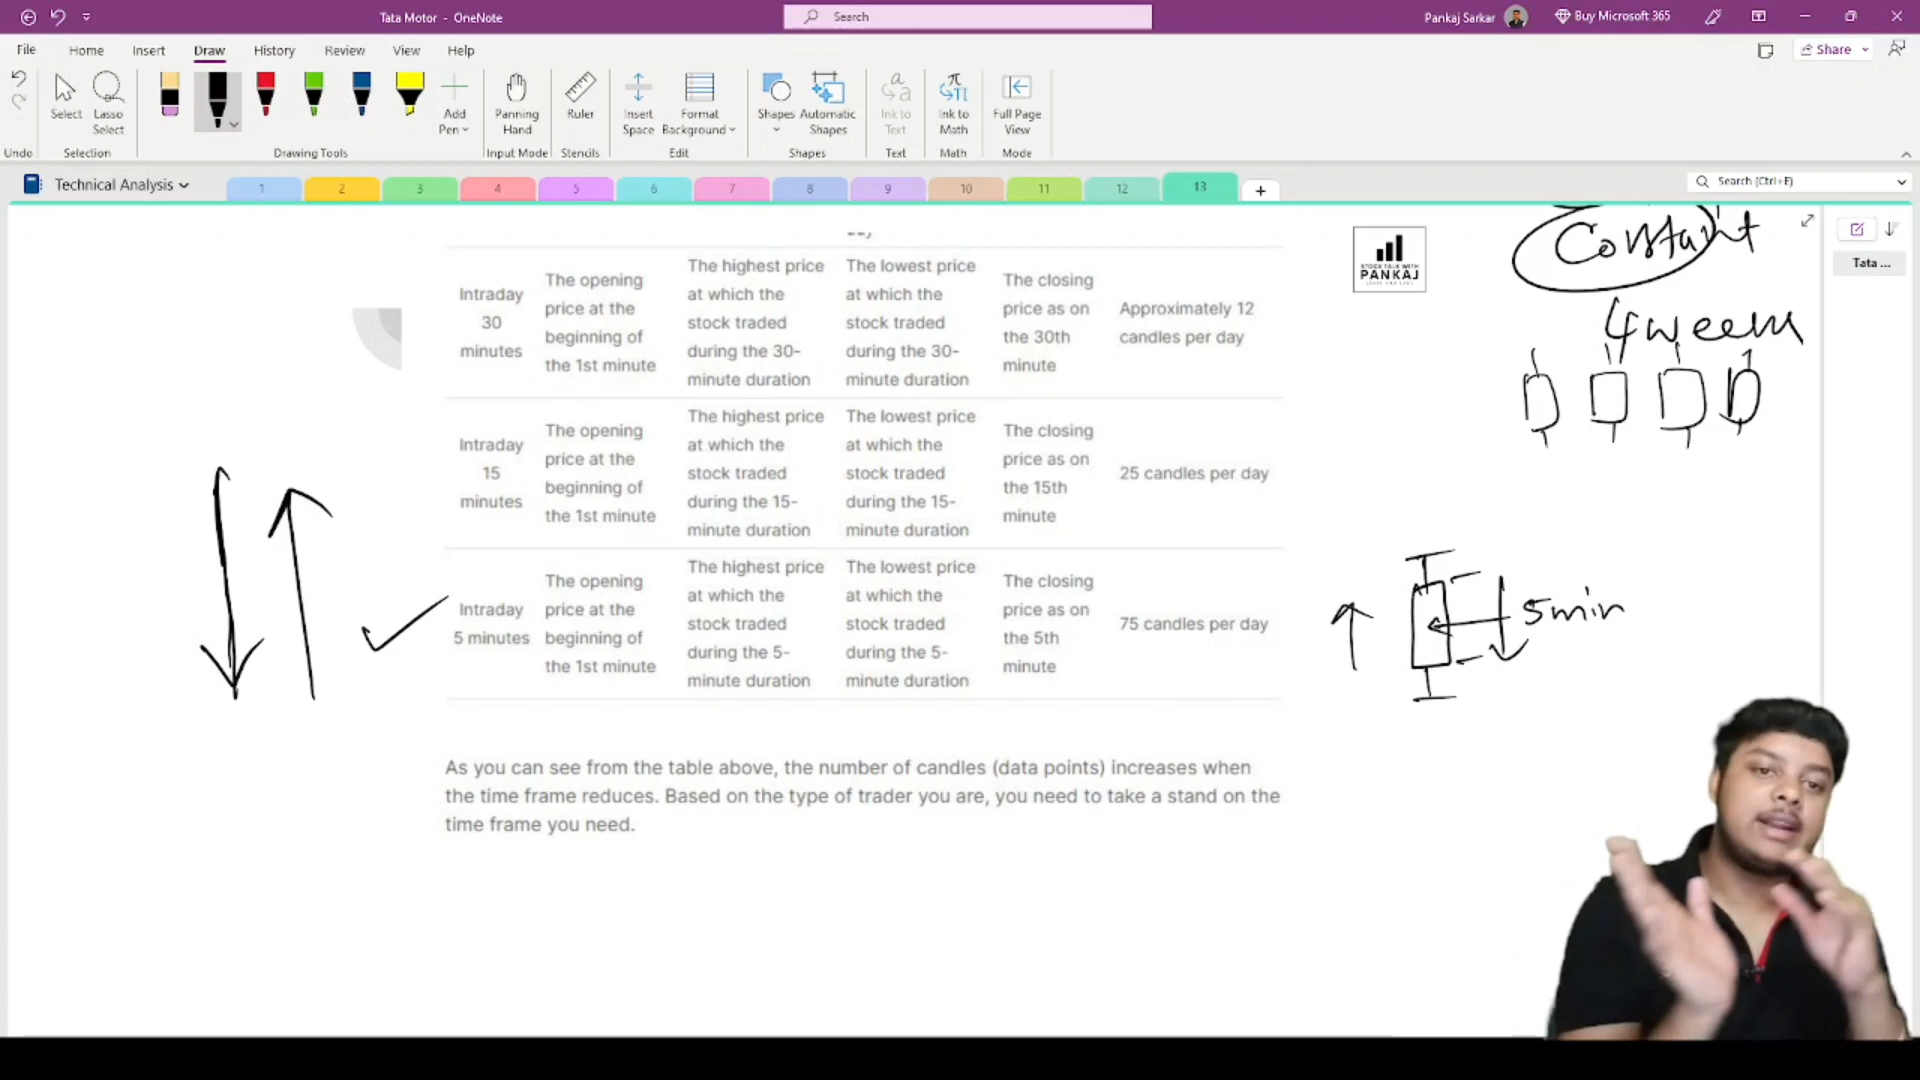 Tata Motor - OneNote
Search
Pankaj Sarkar
Buy Microsoft 365
File
Home
Insert
Draw
History
Review
View
Help
Share
Select
Lasso
Select
Add
Pen
Panning
Hand
Ruler
Insert
Space
Format
Background
Shapes
Automatic
Shapes
Ink to
Text
Ink to
Math
Full Page
View
Undo
Selection
Drawing Tools
Input Mode
Stencils
Edit
Shapes
Text
Math
Mode
Technical Analysis
1
2
3
4
5
6
7
8
9
10
11
12
13
Search (Ctrl+E)
Tata ...
Constant
4 weeks
STOCK TALK WITH
PANKAJ
Intraday
30
minutes
The opening
price at the
beginning of
the 1st minute
The highest price
at which the
stock traded
during the 30-
minute duration
The lowest price
at which the
stock traded
during the 30-
minute duration
The closing
price as on
the 30th
minute
Approximately 12
candles per day
Intraday
15
minutes
The opening
price at the
beginning of
the 1st minute
The highest price
at which the
stock traded
during the 15-
minute duration
The lowest price
at which the
stock traded
during the 15-
minute duration
The closing
price as on
the 15th
minute
25 candles per day
Intraday
5 minutes
The opening
price at the
beginning of
the 1st minute
The highest price
at which the
stock traded
during the 5-
minute duration
The lowest price
at which the
stock traded
during the 5-
minute duration
The closing
price as on
the 5th
minute
75 candles per day
5 min
As you can see from the table above, the number of candles (data points) increases when
the time frame reduces. Based on the type of trader you are, you need to take a stand on the
time frame you need.